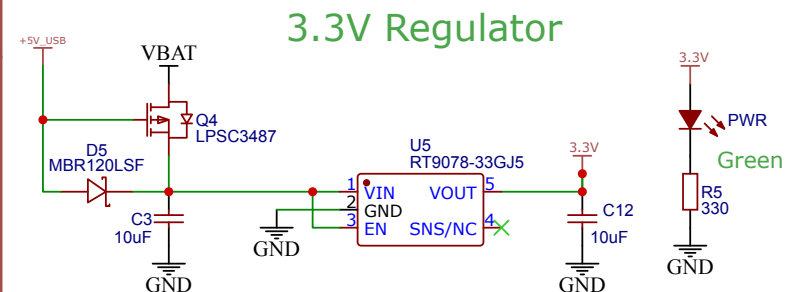 3.3V Regulator
+5V_USB
VBAT
3.3V
Q4
LPSC3487
PWR
D5
MBR120LSF
U5
RT9078-33GJ5
3.3V
Green
1 VIN VOUT 5
2 GND
3 EN SNS/NC 4
C3
10uF
C12
10uF
R5
330
GND
GND
GND
GND